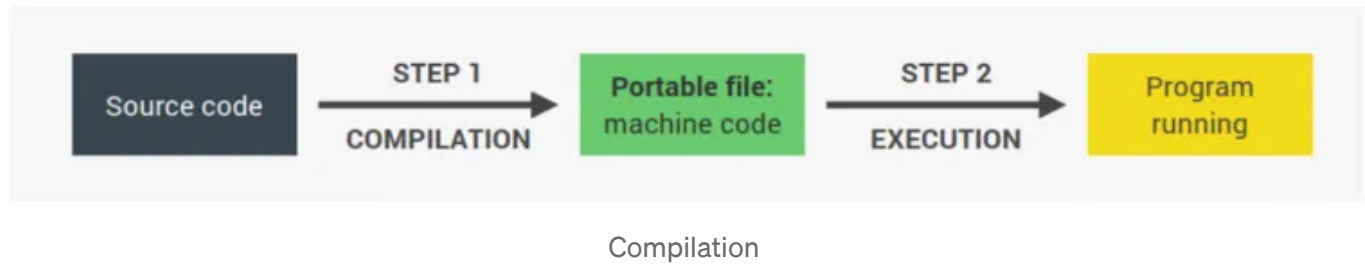 Source code
STEP 1
COMPILATION
Portable file:
machine code
STEP 2
EXECUTION
Program
running
Compilation